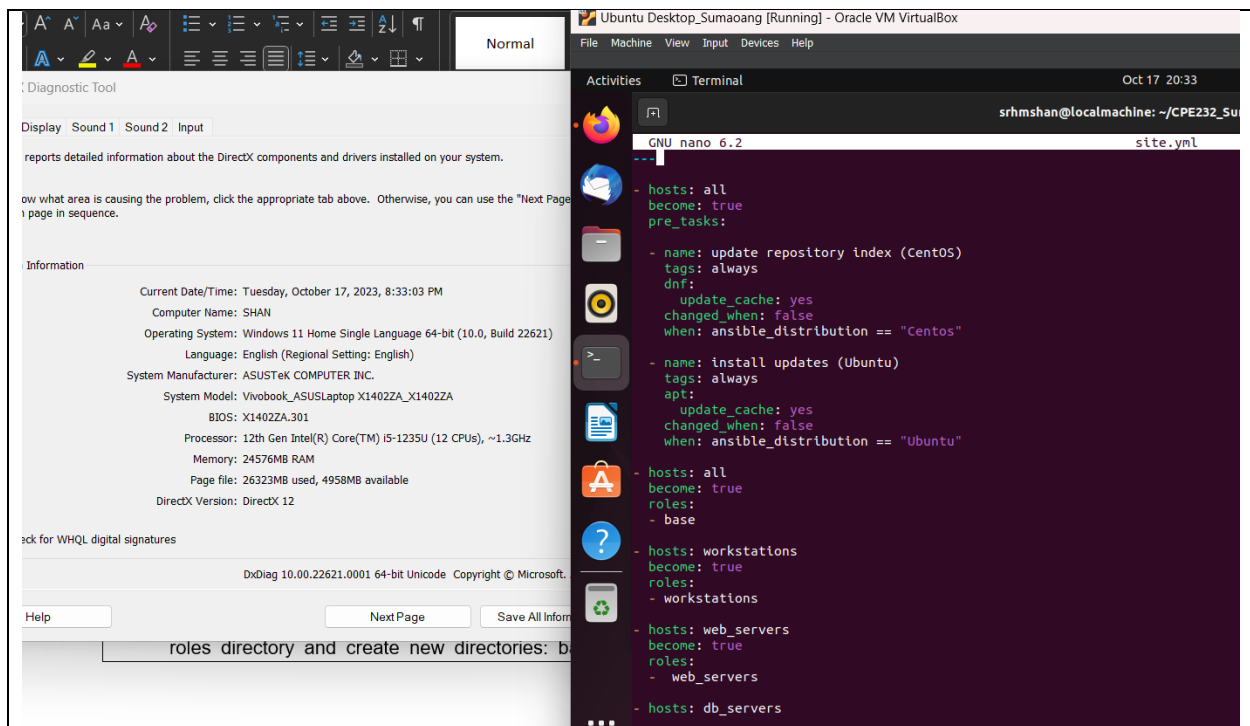 Aa
Normal
Diagnostic Tool
Display Sound 1 Sound 2 Input
reports detailed information about the DirectX components and drivers installed on your system.
ow what area is causing the problem, click the appropriate tab above. Otherwise, you can use the "Next Page
page in sequence.
Information
Current Date/Time: Tuesday, October 17, 2023, 8:33:03 PM
Computer Name: SHAN
Operating System: Windows 11 Home Single Language 64-bit (10.0, Build 22621)
Language: English (Regional Setting: English)
System Manufacturer: ASUSTeK COMPUTER INC.
System Model: Vivobook_ASUSLaptop X1402ZA_X1402ZA
BIOS: X1402ZA.301
Processor: 12th Gen Intel(R) Core(TM) i5-1235U (12 CPUs), ~1.3GHz
Memory: 24576MB RAM
Page file: 26323MB used, 4958MB available
DirectX Version: DirectX 12
eck for WHQL digital signatures
DxDiag 10.00.22621.0001 64-bit Unicode Copyright © Microsoft.
Help Next Page Save All Inforn
roles directory and create new directories: ba
Ubuntu Desktop_Sumaoang [Running] - Oracle VM VirtualBox
File Machine View Input Devices Help
Activities Terminal Oct 17 20:33
srhmshan@localmachine: ~/CPE232_Su
GNU nano 6.2 site.yml
---
- hosts: all
become: true
pre_tasks:
- name: update repository index (CentOS)
tags: always
dnf:
update_cache: yes
changed_when: false
when: ansible_distribution == "Centos"
- name: install updates (Ubuntu)
tags: always
apt:
update_cache: yes
changed_when: false
when: ansible_distribution == "Ubuntu"
- hosts: all
become: true
roles:
- base
- hosts: workstations
become: true
roles:
- workstations
- hosts: web_servers
become: true
roles:
- web_servers
- hosts: db_servers